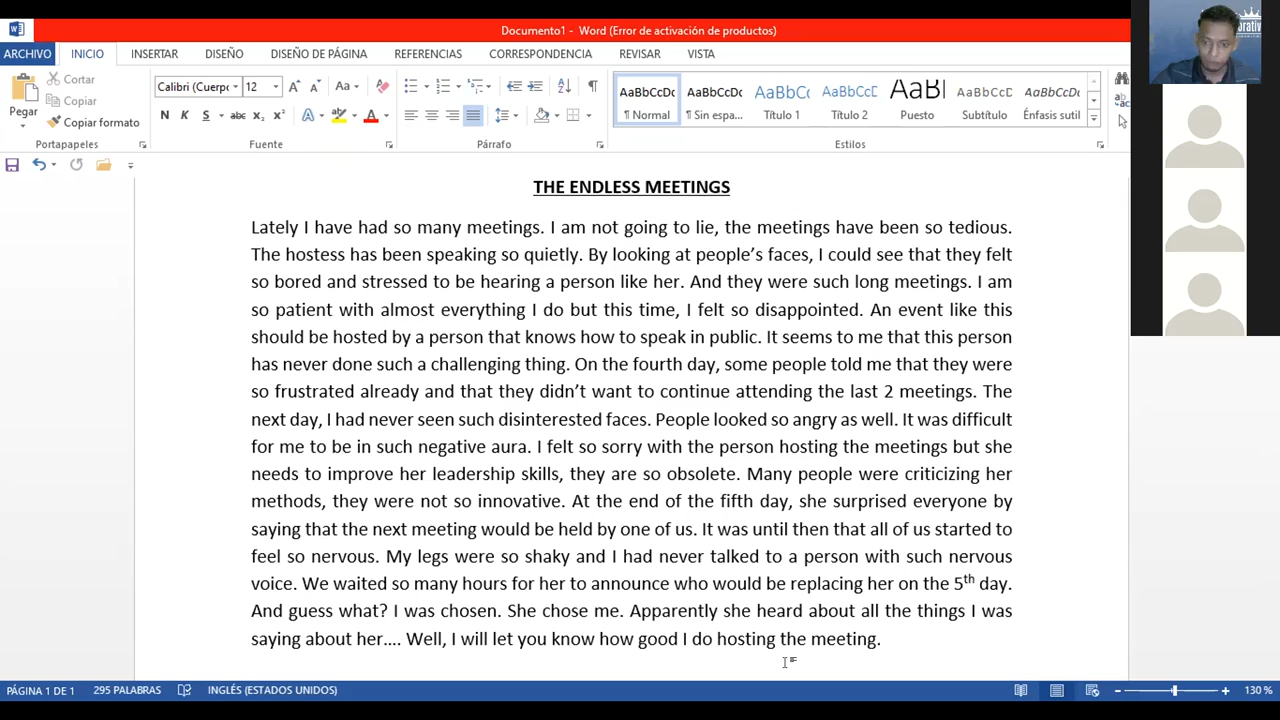 Documento1 - Word (Error de activación de productos)
ARCHIVO INICIO INSERTAR DISEÑO DISEÑO DE PÁGINA REFERENCIAS CORRESPONDENCIA REVISAR VISTA
Pegar Cortar Copiar Copiar formato
Calibri (Cuerpo 12
Aa
N K S abc x₂ x² A A
AaBbCcDc AaBbCcDc AaBbCc AaBbCcD AaBl AaBbCcD AaBbCcDc
¶ Normal ¶ Sin espa... Título 1 Título 2 Puesto Subtítulo Énfasis sutil
Portapapeles Fuente Párrafo Estilos
THE ENDLESS MEETINGS
Lately I have had so many meetings. I am not going to lie, the meetings have been so tedious.
The hostess has been speaking so quietly. By looking at people’s faces, I could see that they felt
so bored and stressed to be hearing a person like her. And they were such long meetings. I am
so patient with almost everything I do but this time, I felt so disappointed. An event like this
should be hosted by a person that knows how to speak in public. It seems to me that this person
has never done such a challenging thing. On the fourth day, some people told me that they were
so frustrated already and that they didn’t want to continue attending the last 2 meetings. The
next day, I had never seen such disinterested faces. People looked so angry as well. It was difficult
for me to be in such negative aura. I felt so sorry with the person hosting the meetings but she
needs to improve her leadership skills, they are so obsolete. Many people were criticizing her
methods, they were not so innovative. At the end of the fifth day, she surprised everyone by
saying that the next meeting would be held by one of us. It was until then that all of us started to
feel so nervous. My legs were so shaky and I had never talked to a person with such nervous
voice. We waited so many hours for her to announce who would be replacing her on the 5th day.
And guess what? I was chosen. She chose me. Apparently she heard about all the things I was
saying about her.... Well, I will let you know how good I do hosting the meeting.
PÁGINA 1 DE 1 295 PALABRAS INGLÉS (ESTADOS UNIDOS) 130 %